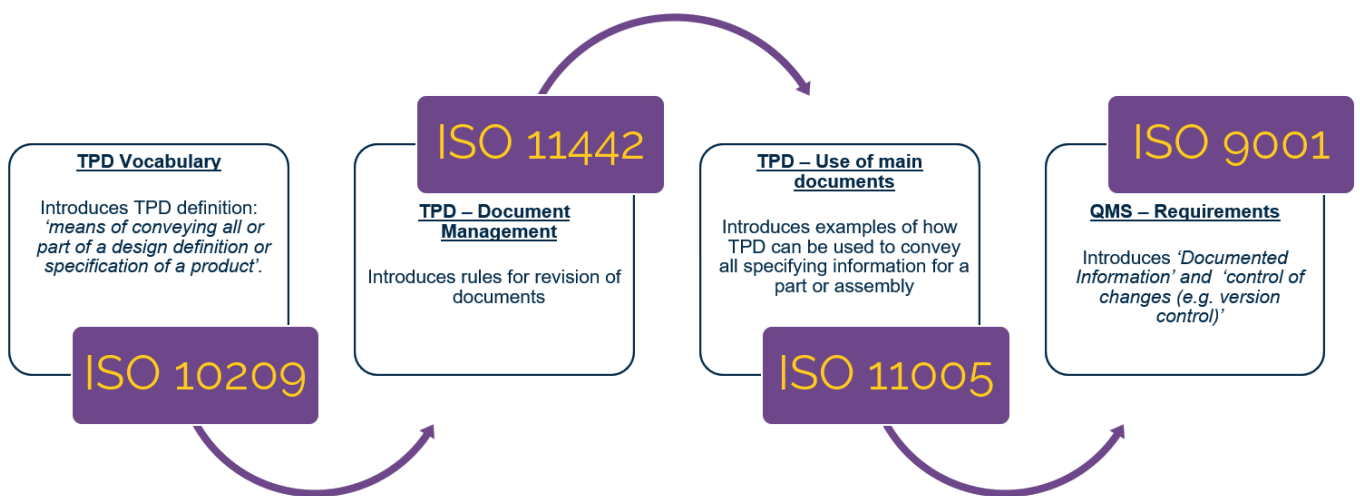 TPD Vocabulary
Introduces TPD definition:
‘means of conveying all or
part of a design definition or
specification of a product’.
ISO 10209
ISO 11442
TPD – Document
Management
Introduces rules for revision of
documents
TPD – Use of main
documents
Introduces examples of how
TPD can be used to convey
all specifying information for a
part or assembly
ISO 11005
ISO 9001
QMS – Requirements
Introduces ‘Documented
Information’ and ‘control of
changes (e.g. version
control)’